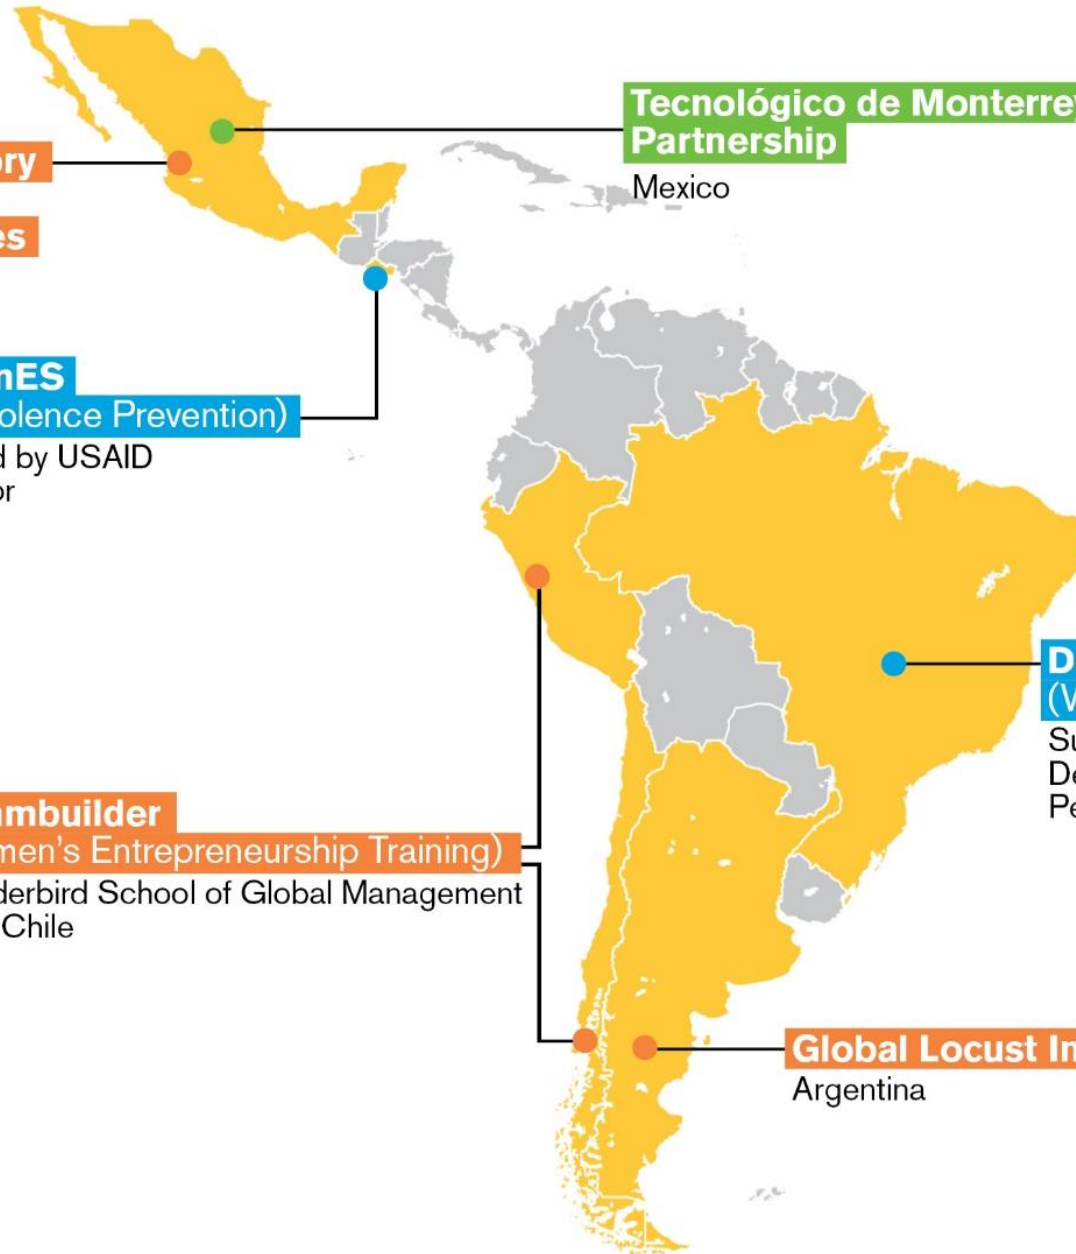 Tecnológico de Monterrey
Partnership
Mexico
ory
es
nES
olence Prevention)
d by USAID
or
D
(V
Su
De
Pe
mbuilder
men's Entrepreneurship Training)
derbird School of Global Management
Chile
Global Locust In
Argentina